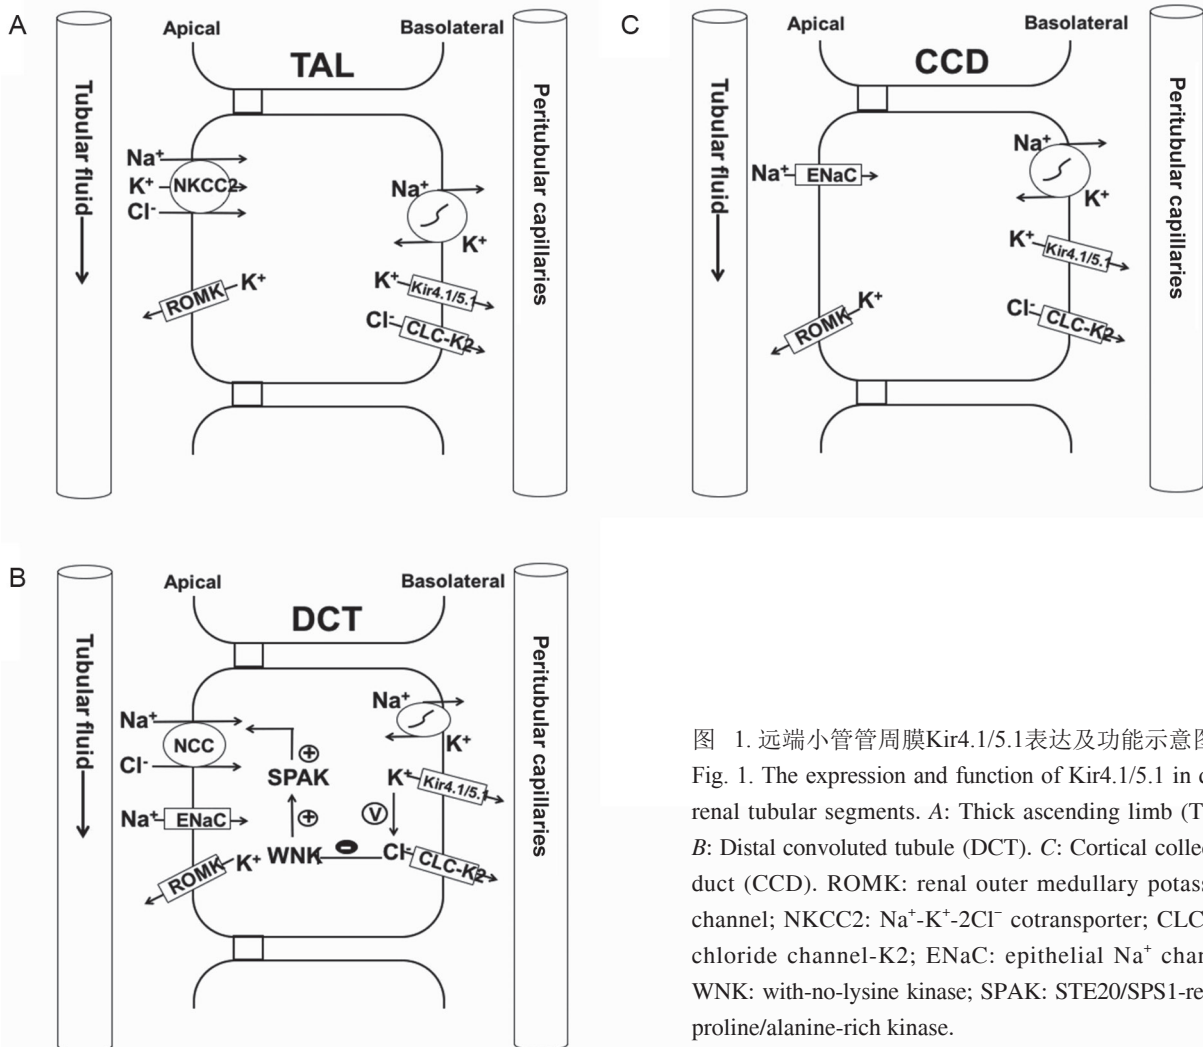 A
Apical
Basolateral
TAL
Tubular fluid
Peritubular capillaries
Na⁺
K⁺
Cl⁻
NKCC2
ROMK
K⁺
Na⁺
K⁺
K⁺
Kir4.1/5.1
Cl⁻
CLC-K2
C
Apical
Basolateral
CCD
Tubular fluid
Peritubular capillaries
Na⁺
ENaC
K⁺
ROMK
Na⁺
K⁺
K⁺
Kir4.1/5.1
Cl⁻
CLC-K2
B
Apical
Basolateral
DCT
Tubular fluid
Peritubular capillaries
Na⁺
NCC
Cl⁻
Na⁺
ENaC
ROMK
K⁺
+
SPAK
+
WNK
−
Na⁺
K⁺
K⁺
Kir4.1/5.1
V
Cl⁻
CLC-K2
图 1. 远端小管管周膜Kir4.1/5.1表达及功能示意图
Fig. 1. The expression and function of Kir4.1/5.1 in
renal tubular segments. A: Thick ascending limb
B: Distal convoluted tubule (DCT). C: Cortical
duct (CCD). ROMK: renal outer medullary
channel; NKCC2: Na⁺-K⁺-2Cl⁻ cotransporter;
chloride channel-K2; ENaC: epithelial Na⁺
WNK: with-no-lysine kinase; SPAK:
proline/alanine-rich kinase.